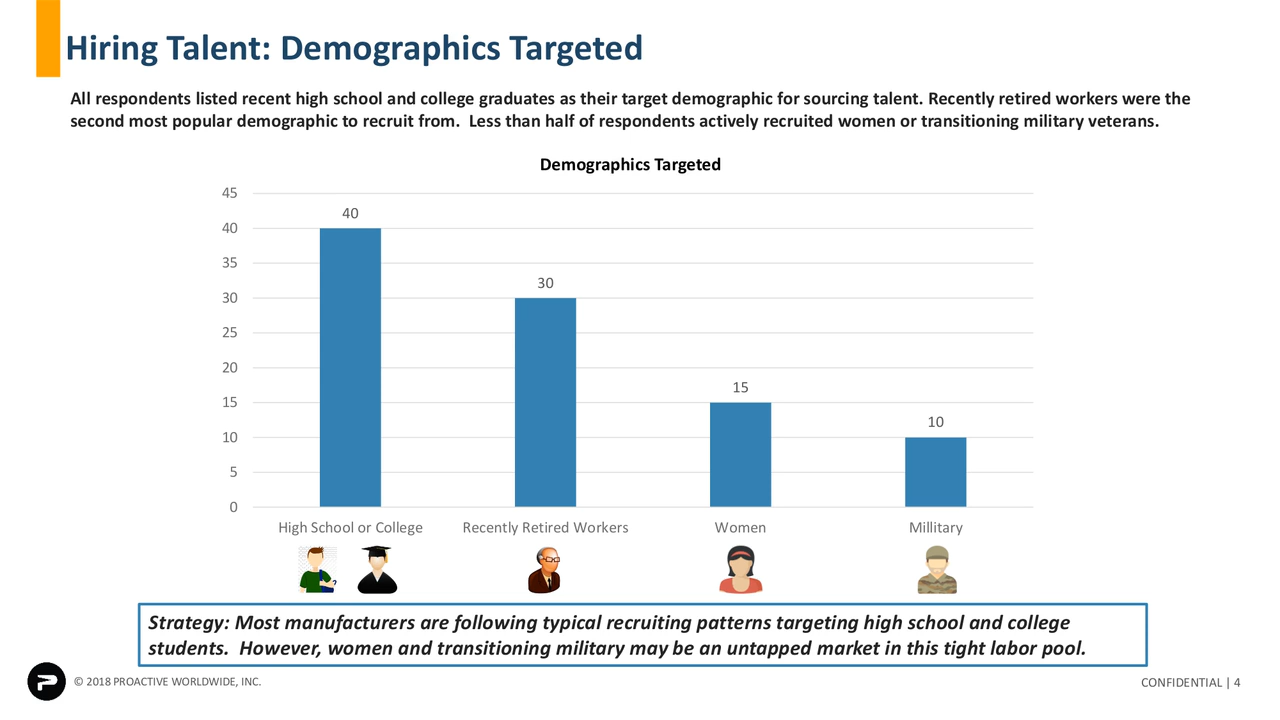 Hiring Talent: Demographics Targeted
All respondents listed recent high school and college graduates as their target demographic for sourcing talent. Recently retired workers were the
second most popular demographic to recruit from.  Less than half of respondents actively recruited women or transitioning military veterans.
Demographics Targeted
45
40
35
30
25
20
15
10
5
0
40
30
15
10
High School or College
Recently Retired Workers
Women
Millitary
Strategy: Most manufacturers are following typical recruiting patterns targeting high school and college
students.  However, women and transitioning military may be an untapped market in this tight labor pool.
© 2018 PROACTIVE WORLDWIDE, INC.
CONFIDENTIAL | 4